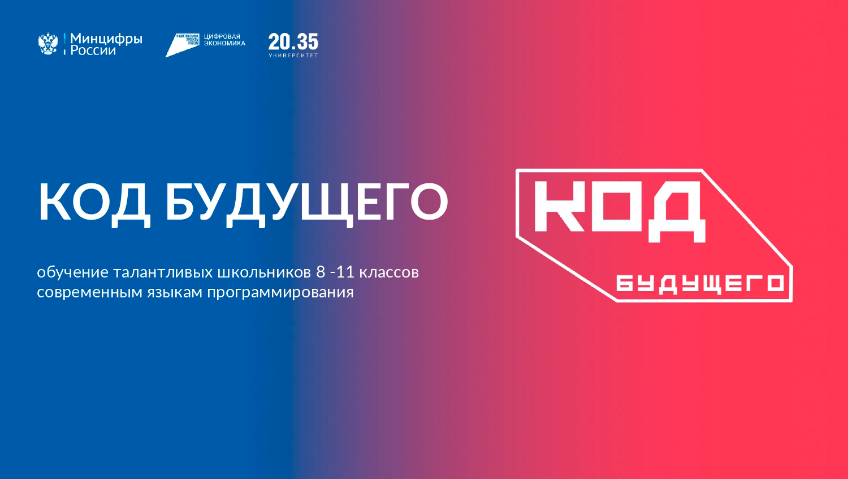 Минцифры
России
ЦИФРОВАЯ
ЭКОНОМИКА
20.35
УНИВЕРСИТЕТ
КОД БУДУЩЕГО
обучение талантливых школьников 8 -11 классов
современным языкам программирования
КОД
БУДУЩЕГО